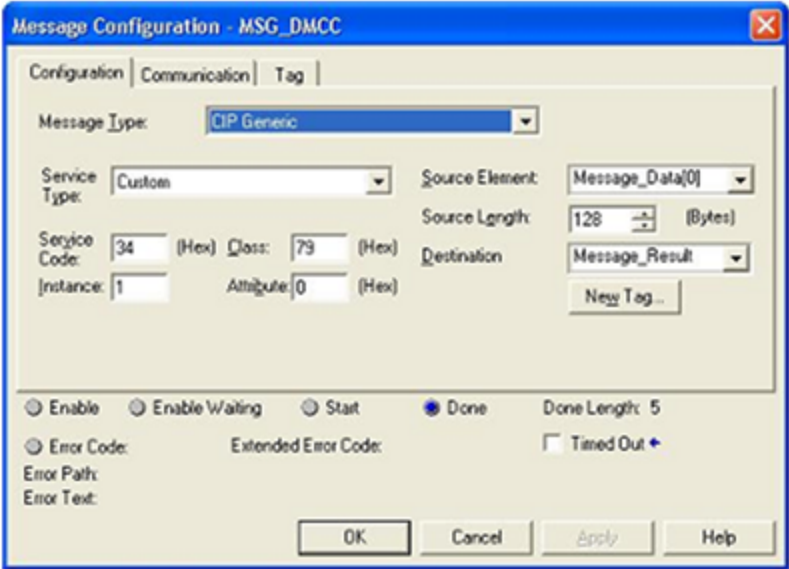 Message Configuration - MSG_DMCC
Configuration Communication Tag
Message Type: CIP Generic
Service Type: Custom
Source Element: Message_Data[0]
Source Length: 128 (Bytes)
Service Code: 34 (Hex) Class: 79 (Hex)
Destination Message_Result
Instance: 1 Attribute: 0 (Hex)
New Tag...
Enable Enable Waiting Start Done Done Length: 5
Error Code: Extended Error Code: Timed Out
Error Path:
Error Text:
OK Cancel Apply Help